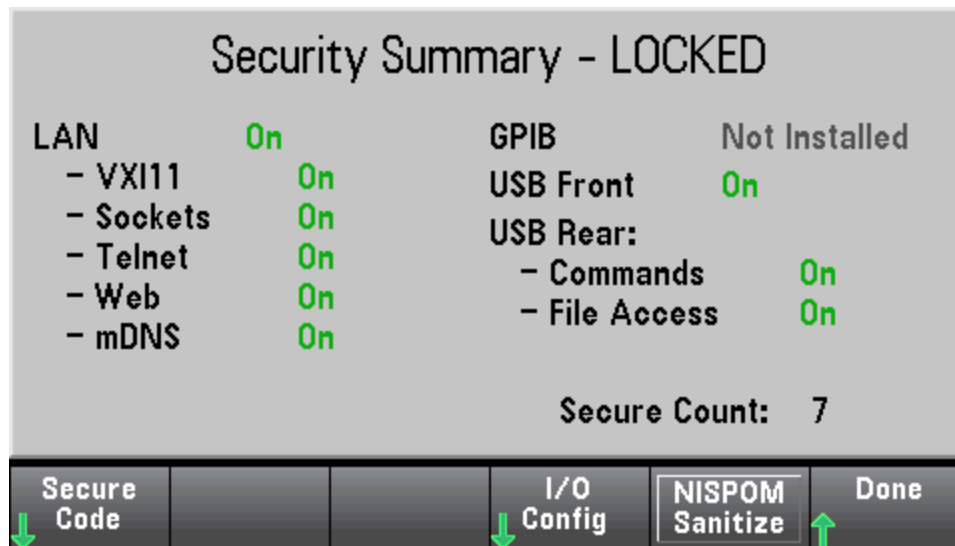 Security Summary - LOCKED
LAN On
- VXI11 On
- Sockets On
- Telnet On
- Web On
- mDNS On
GPIB Not Installed
USB Front On
USB Rear:
- Commands On
- File Access On
Secure Count: 7
Secure
Code
I/O
Config
NISPOM
Sanitize
Done